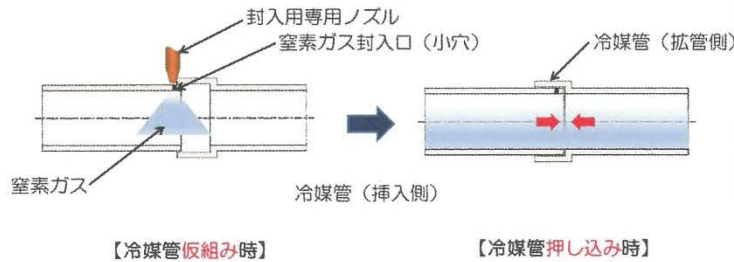 封入用専用ノズル
窒素ガス封入口（小穴）
冷媒管（拡管側）
窒素ガス
冷媒管（挿入側）
【冷媒管仮組み時】
【冷媒管押し込み時】